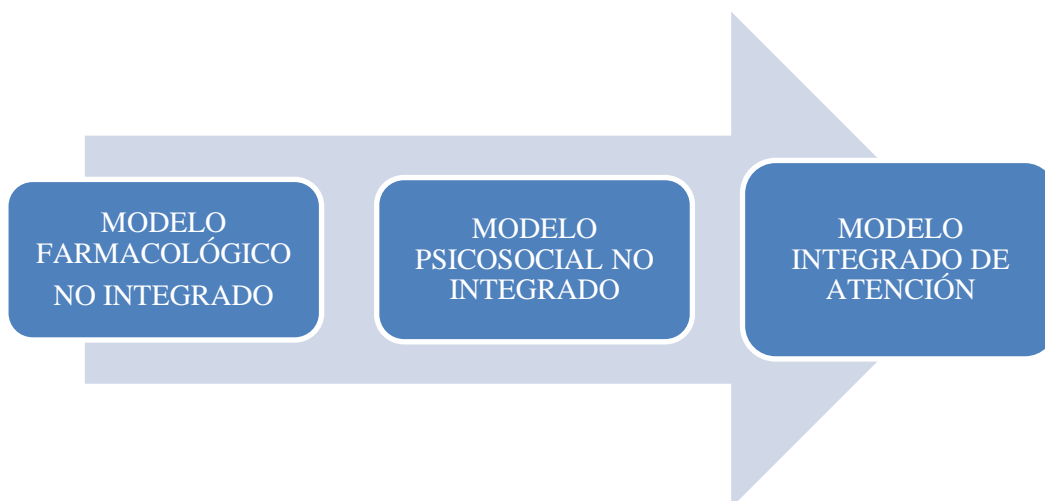 MODELO
FARMACOLÓGICO
NO INTEGRADO
MODELO
PSICOSOCIAL NO
INTEGRADO
MODELO
INTEGRADO DE
ATENCIÓN